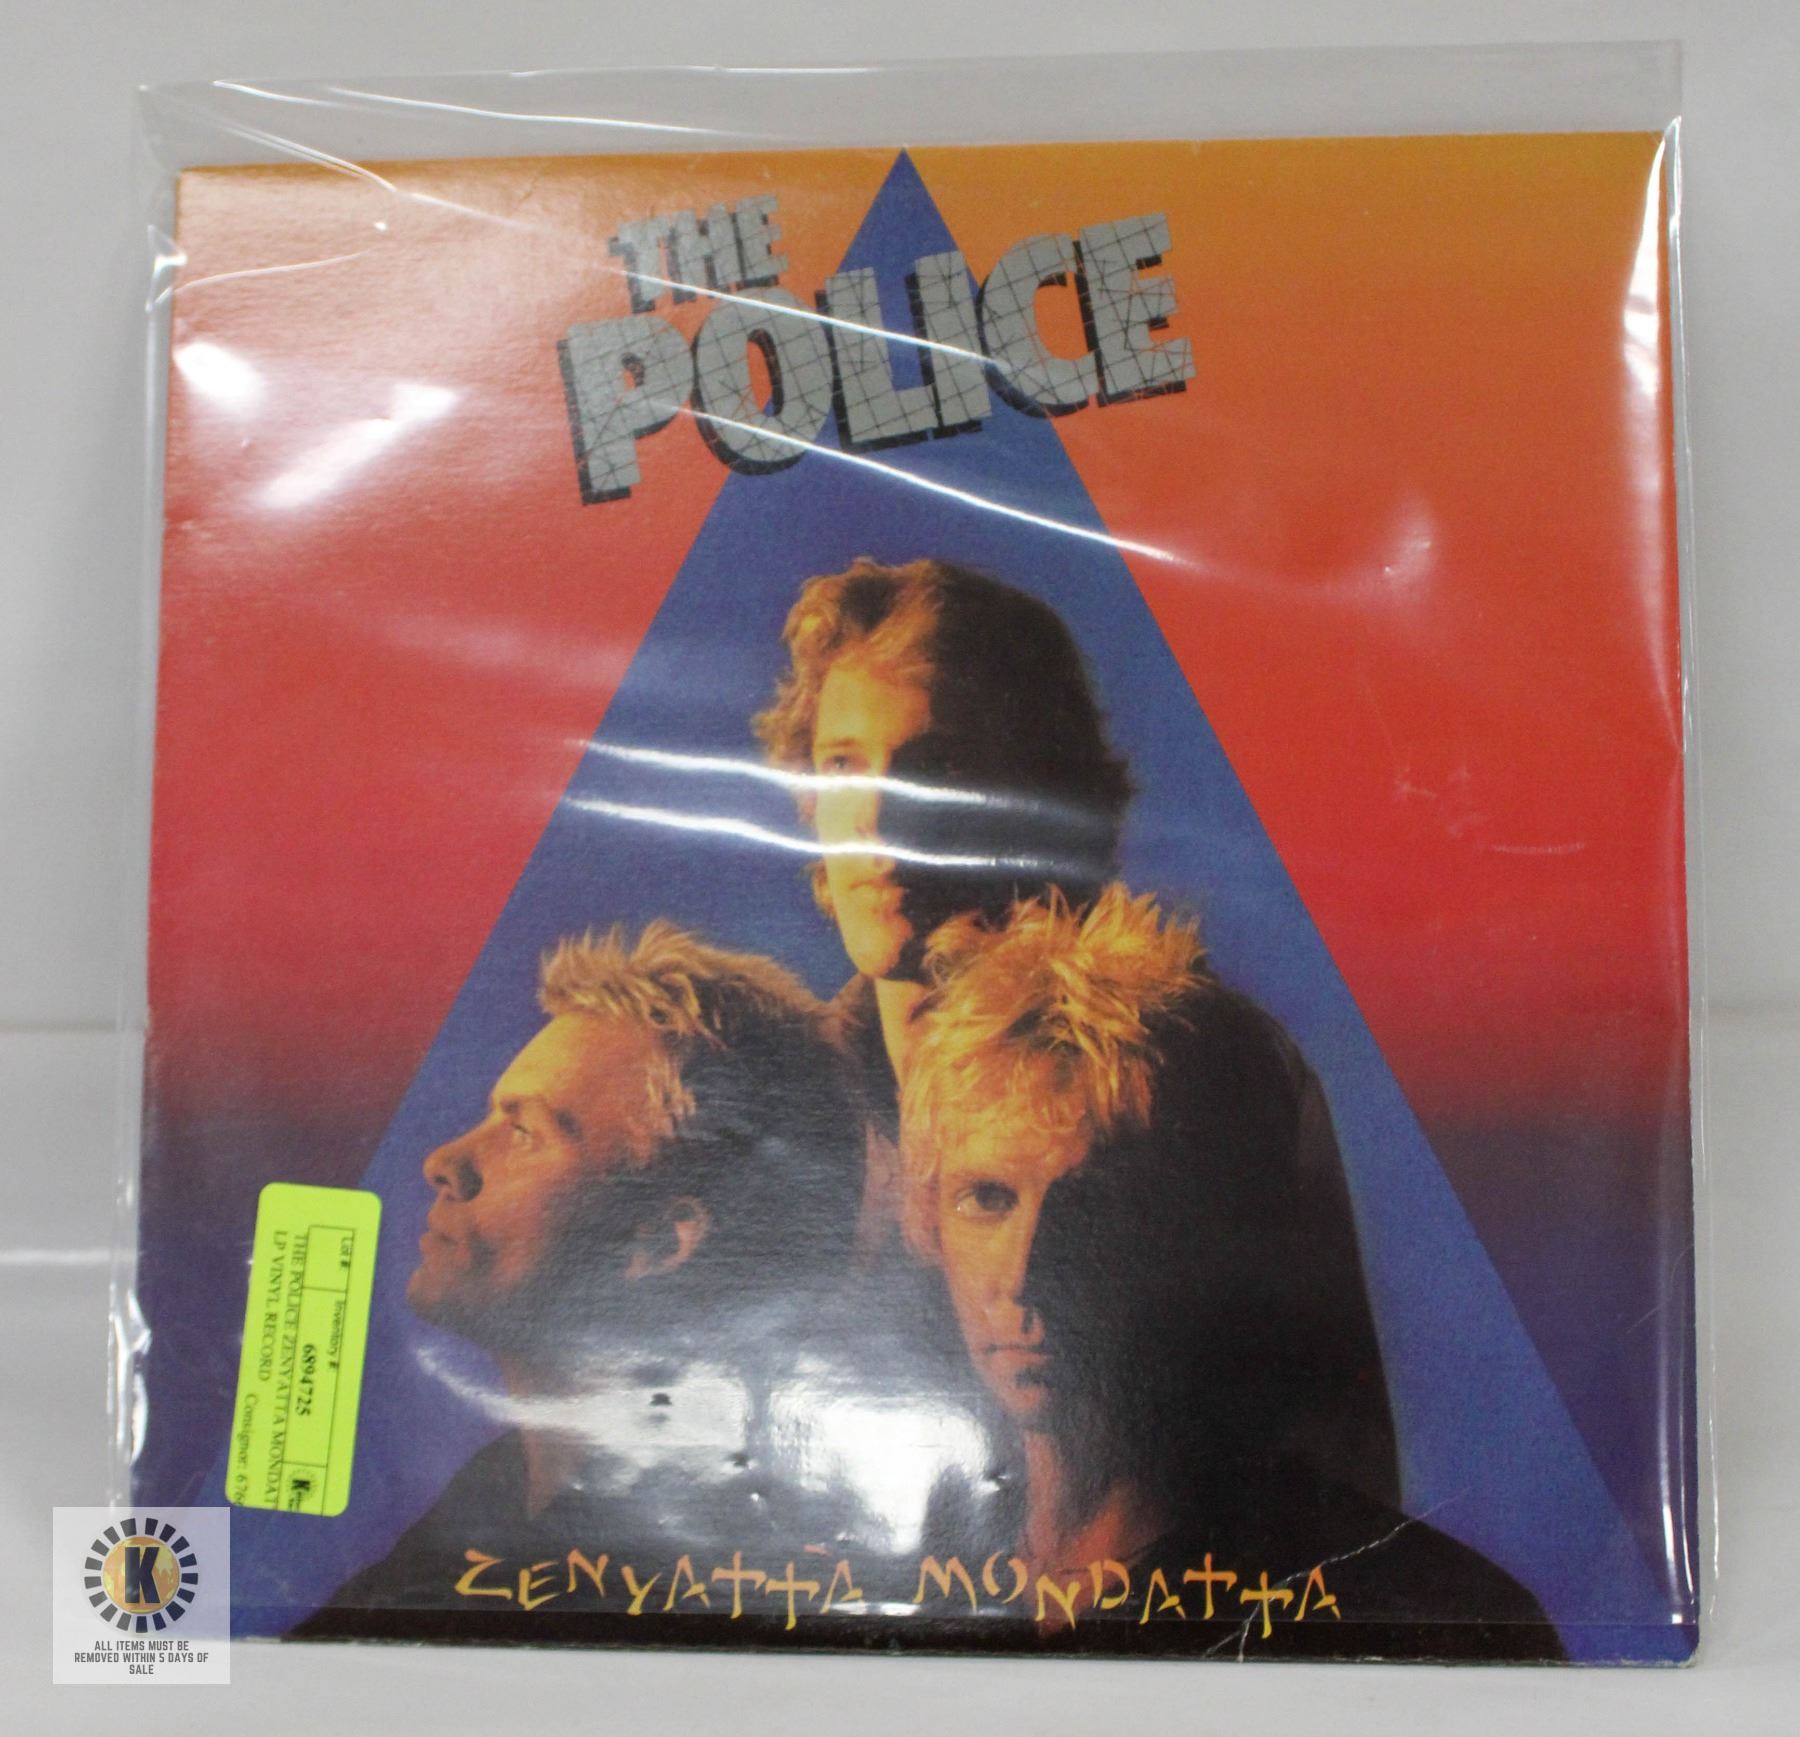 THE
POLICE
Lot #:
Inventory #:
6894725
K
THE POLICE ZENYATTA MONDAT
LP VINYL RECORD Consignor:
ZENYATTA MONDATTA
K
ALL ITEMS MUST BE
REMOVED WITHIN 5 DAYS OF
SALE